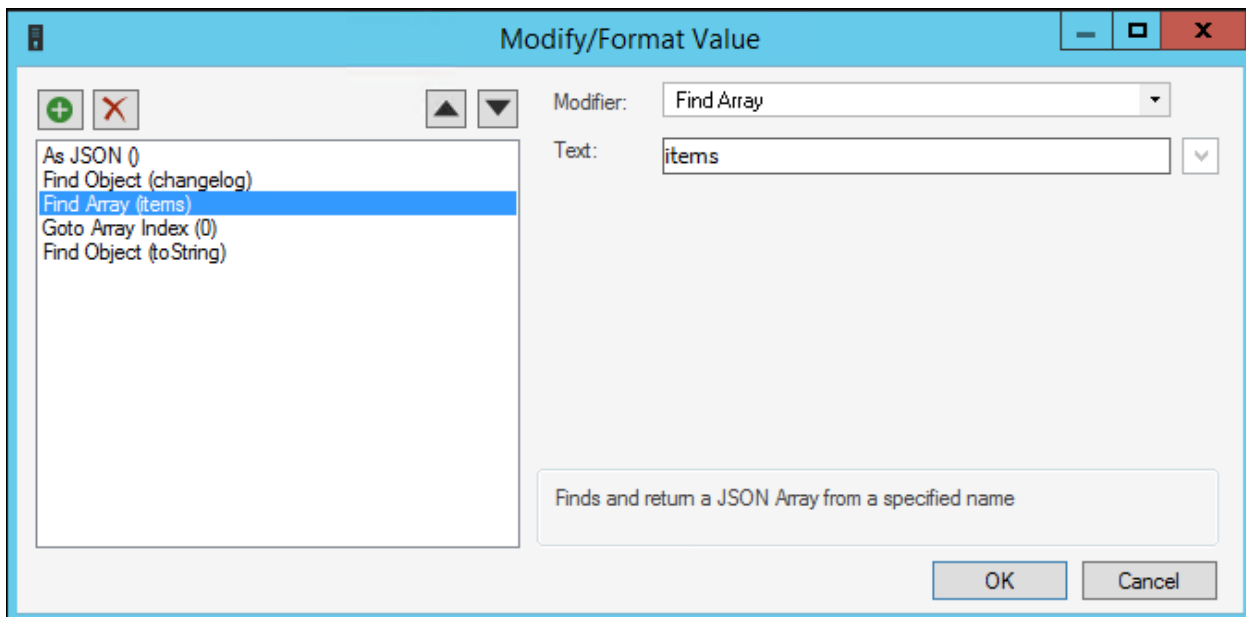 Modify/Format Value
As JSON ()
Find Object (changelog)
Find Array (items)
Goto Array Index (0)
Find Object (toString)
Modifier:
Find Array
Text:
items
Finds and return a JSON Array from a specified name
OK
Cancel